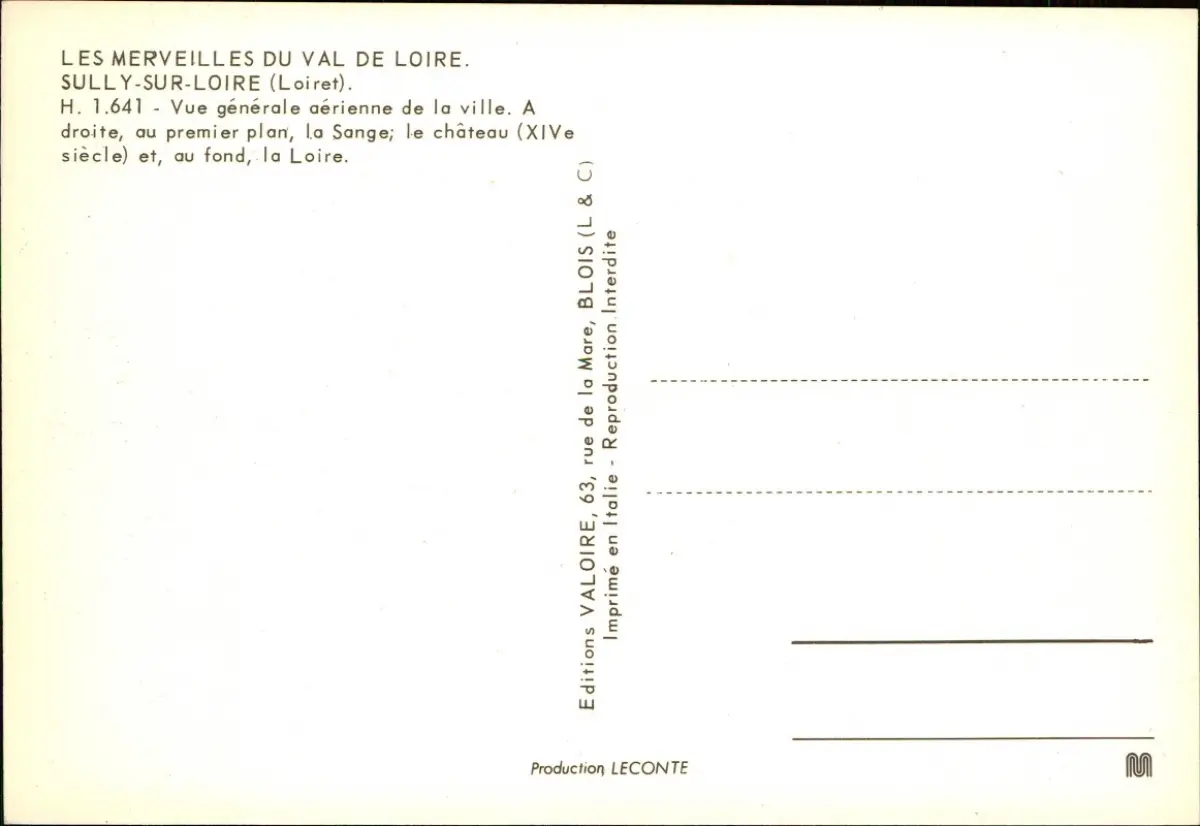 LES MERVEILLES DU VAL DE LOIRE.
SULLY-SUR-LOIRE (Loiret).
H. 1.641 - Vue générale aérienne de la ville. A
droite, au premier plan, la Sange; le château (XIVe
siècle) et, au fond, la Loire.
Editions VALOIRE, 63, rue de la Mare, BLOIS (L & C)
Imprimé en Italie - Reproduction Interdite
Production LECONTE
M